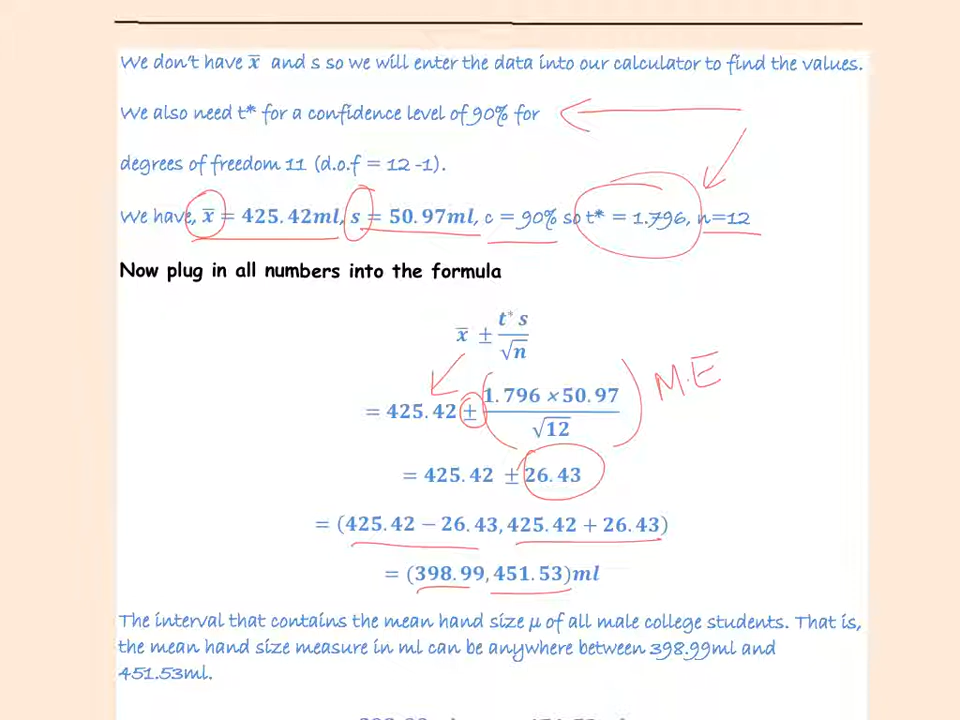 We don't have x̄ and s so we will enter the data into our calculator to find the values.
We also need t* for a confidence level of 90% for
degrees of freedom 11 (d.o.f = 12 -1).
We have, x̄ = 425.42ml, s = 50.97ml, c = 90% so t* = 1.796, n=12
Now plug in all numbers into the formula
x̄ ± t* s / √n
= 425.42 ± 1.796 × 50.97 / √12
M.E
= 425.42 ± 26.43
= (425.42 − 26.43, 425.42 + 26.43)
= (398.99, 451.53)ml
The interval that contains the mean hand size μ of all male college students. That is,
the mean hand size measure in ml can be anywhere between 398.99ml and
451.53ml.